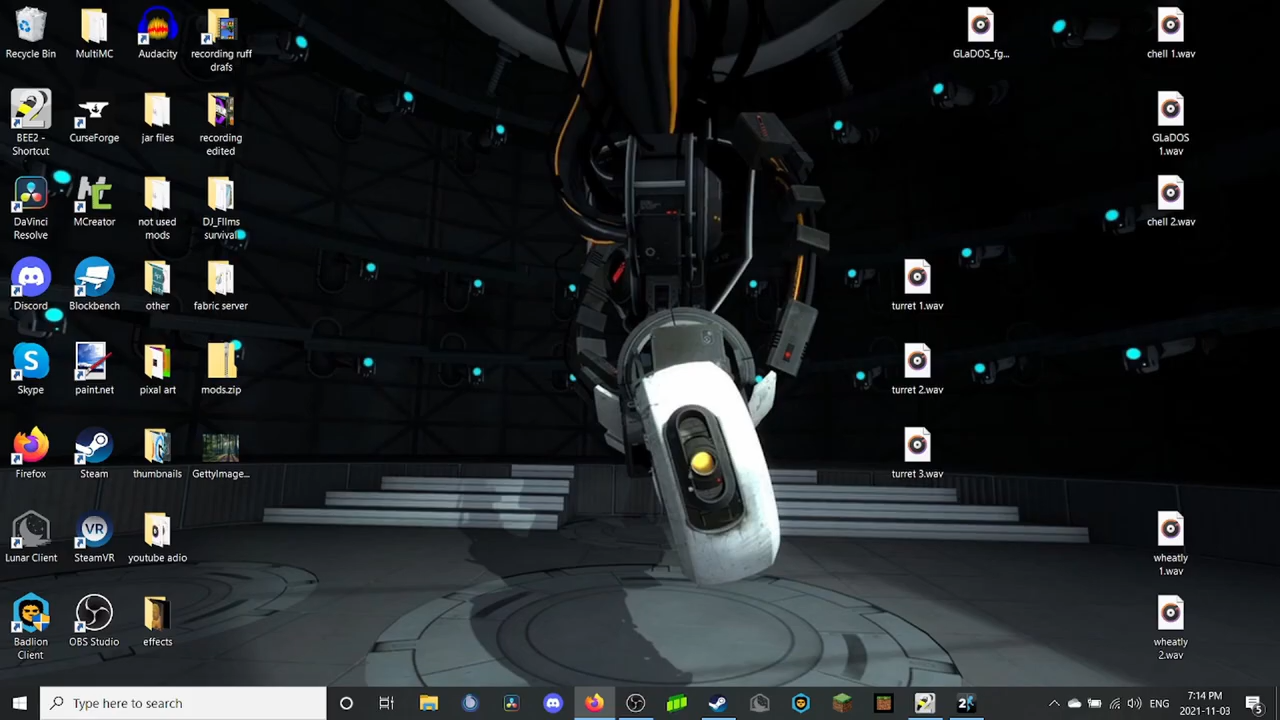 Recycle Bin
MultiMC
Audacity
recording ruff
drafs
GLaDOS_fg...
chell 1.wav
BEE2 -
Shortcut
CurseForge
jar files
recording
edited
GLaDOS
1.wav
DaVinci
Resolve
MCreator
not used
mods
DJ_FIlms
survival
chell 2.wav
Discord
Blockbench
other
fabric server
turret 1.wav
Skype
paint.net
pixal art
mods.zip
turret 2.wav
Firefox
Steam
thumbnails
GettyImage...
turret 3.wav
Lunar Client
VR
SteamVR
youtube adio
wheatly
1.wav
Badlion
Client
OBS Studio
effects
wheatly
2.wav
Type here to search
ENG
7:14 PM
2021-11-03
5